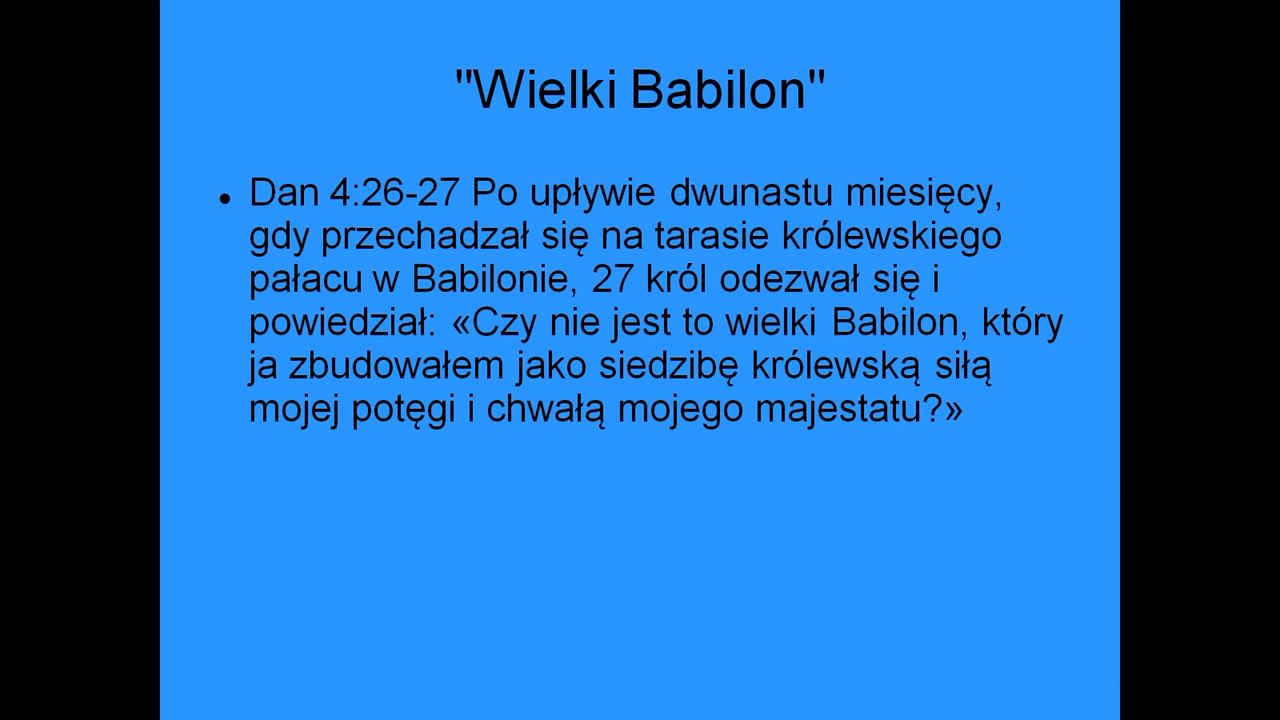 "Wielki Babilon"
• Dan 4:26-27 Po upływie dwunastu miesięcy,
gdy przechadzał się na tarasie królewskiego
pałacu w Babilonie, 27 król odezwał się i
powiedział: «Czy nie jest to wielki Babilon, który
ja zbudowałem jako siedzibę królewską siłą
mojej potęgi i chwałą mojego majestatu?»